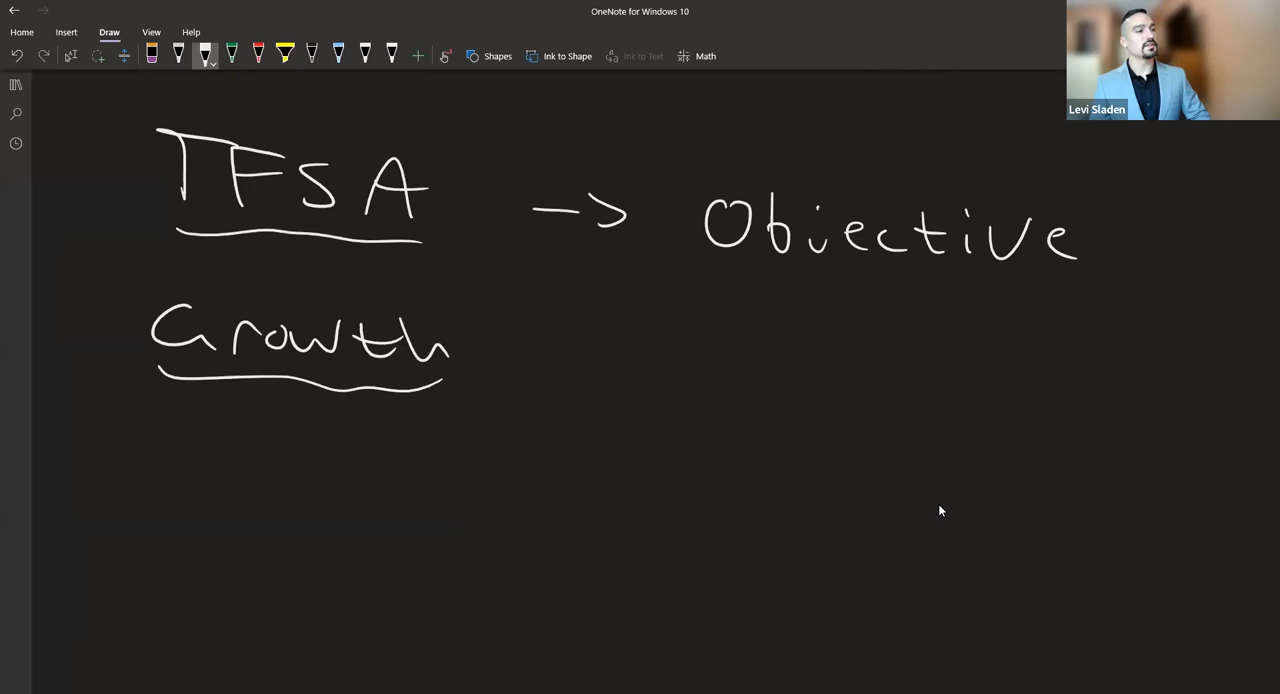 OneNote for Windows 10
Home Insert Draw View Help
Shapes Ink to Shape Ink to Text Math
Levi Sladen
TFSA -> Objective
Growth